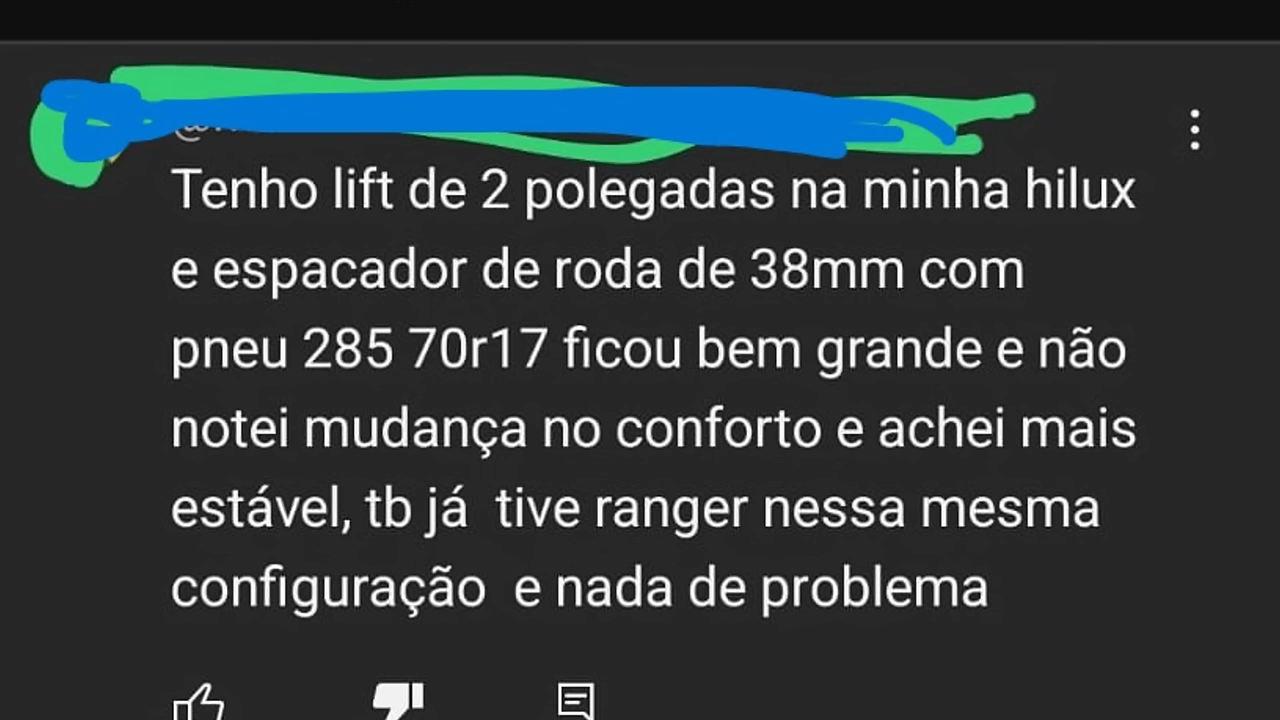 Tenho lift de 2 polegadas na minha hilux
e espacador de roda de 38mm com
pneu 285 70r17 ficou bem grande e não
notei mudança no conforto e achei mais
estável, tb já  tive ranger nessa mesma
configuração  e nada de problema